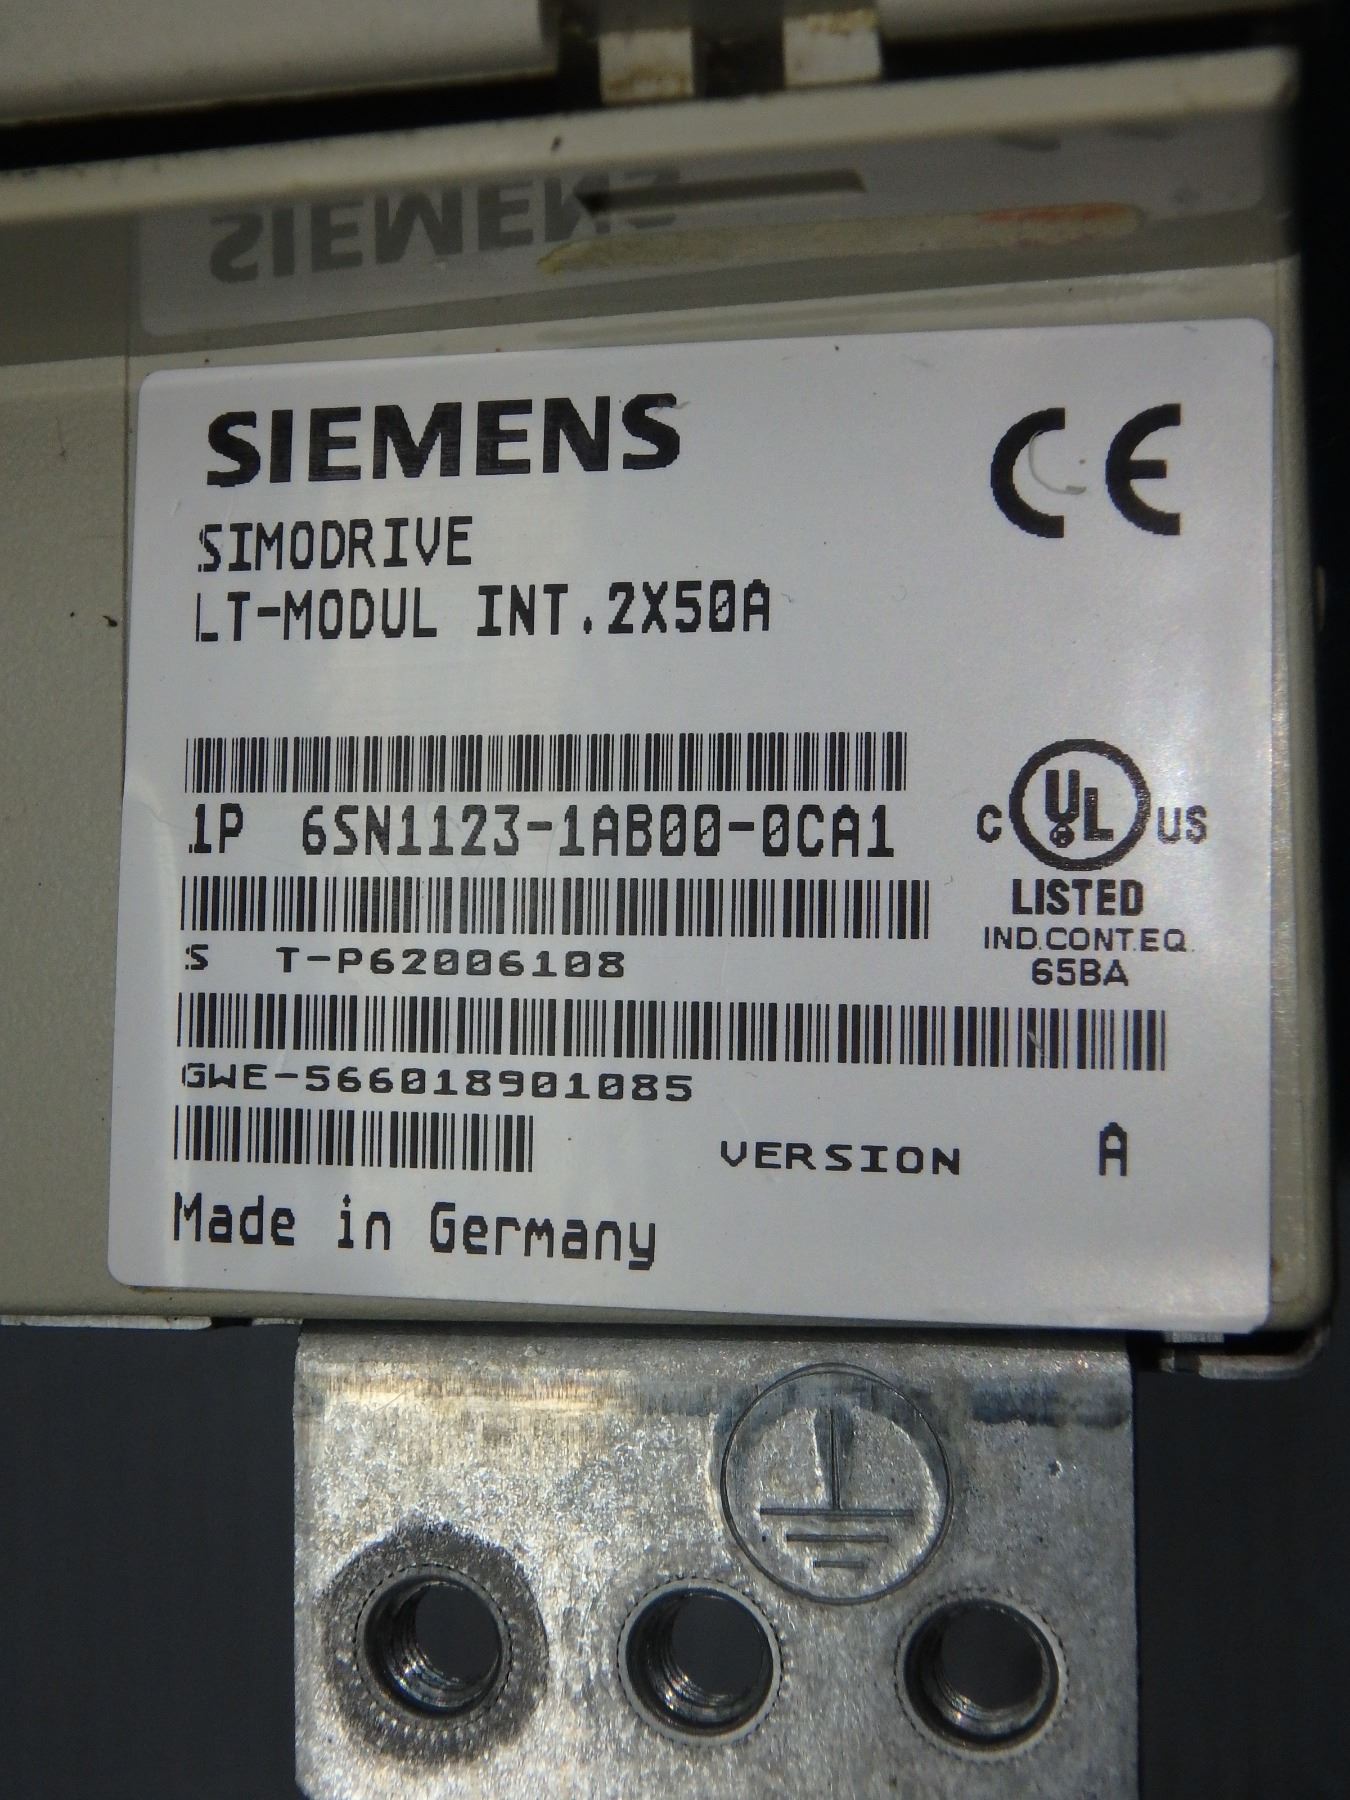 SIEMENS
SIEMENS
CE
SIMODRIVE
LT-MODUL INT.2X50A
1P 6SN1123-1AB00-0CA1
C UL US
LISTED
IND.CONT.EQ.
65BA
S T-P62006108
GWE-566018901085
VERSION A
Made in Germany